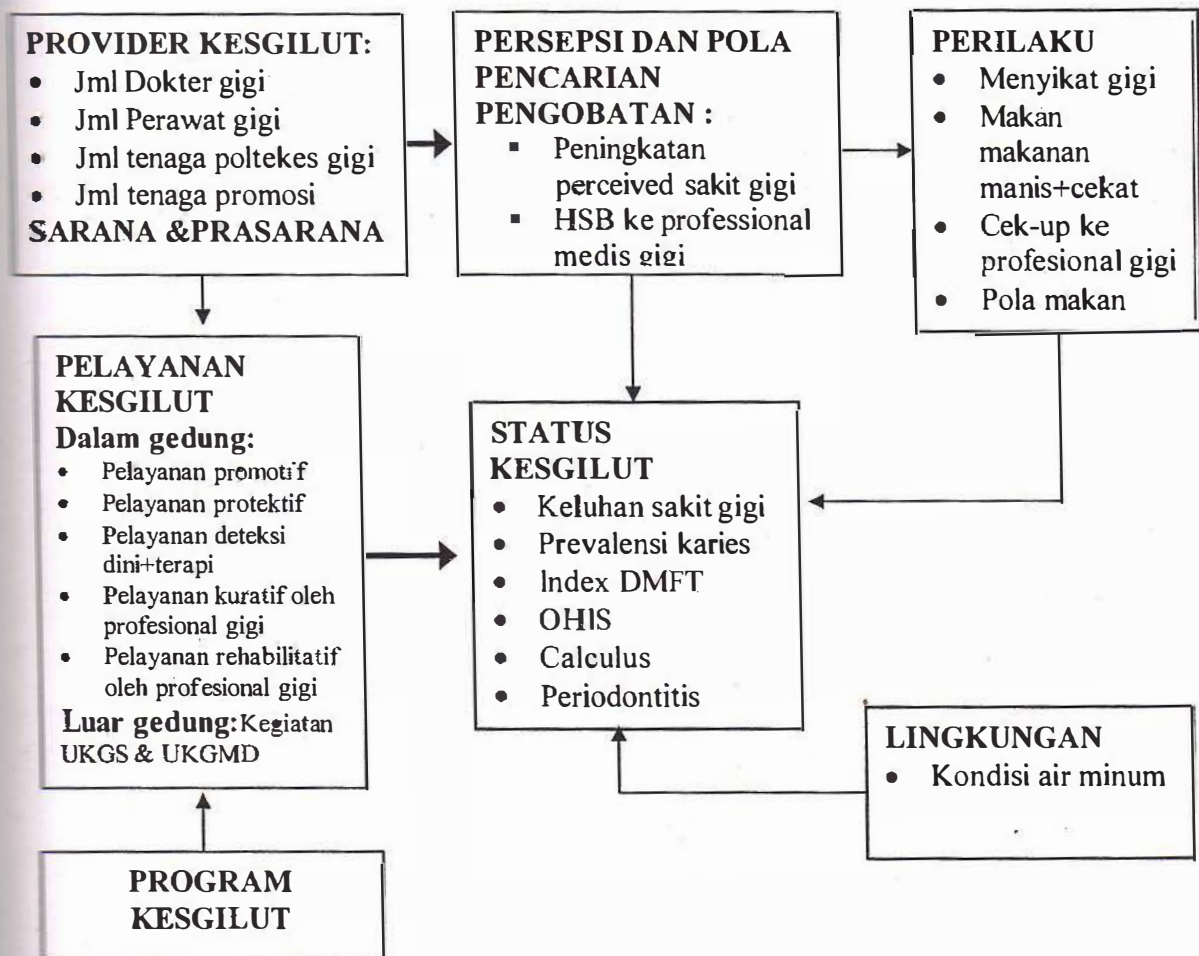 PROVIDER KESGILUT:
• Jml Dokter gigi
• Jml Perawat gigi
• Jml tenaga poltekes gigi
• Jml tenaga promosi
SARANA &PRASARANA
PERSEPSI DAN POLA
PENCARIAN
PENGOBATAN :
▪ Peningkatan
perceived sakit gigi
▪ HSB ke professional
medis gigi
PERILAKU
• Menyikat gigi
• Makan
makanan
manis+cekat
• Cek-up ke
profesional gigi
• Pola makan
PELAYANAN
KESGILUT
Dalam gedung:
• Pelayanan promotif
• Pelayanan protektif
• Pelayanan deteksi
dini+terapi
• Pelayanan kuratif oleh
profesional gigi
• Pelayanan rehabilitatif
oleh profesional gigi
Luar gedung:Kegiatan
UKGS & UKGMD
STATUS
KESGILUT
• Keluhan sakit gigi
• Prevalensi karies
• Index DMFT
• OHIS
• Calculus
• Periodontitis
LINGKUNGAN
• Kondisi air minum
PROGRAM
KESGILUT